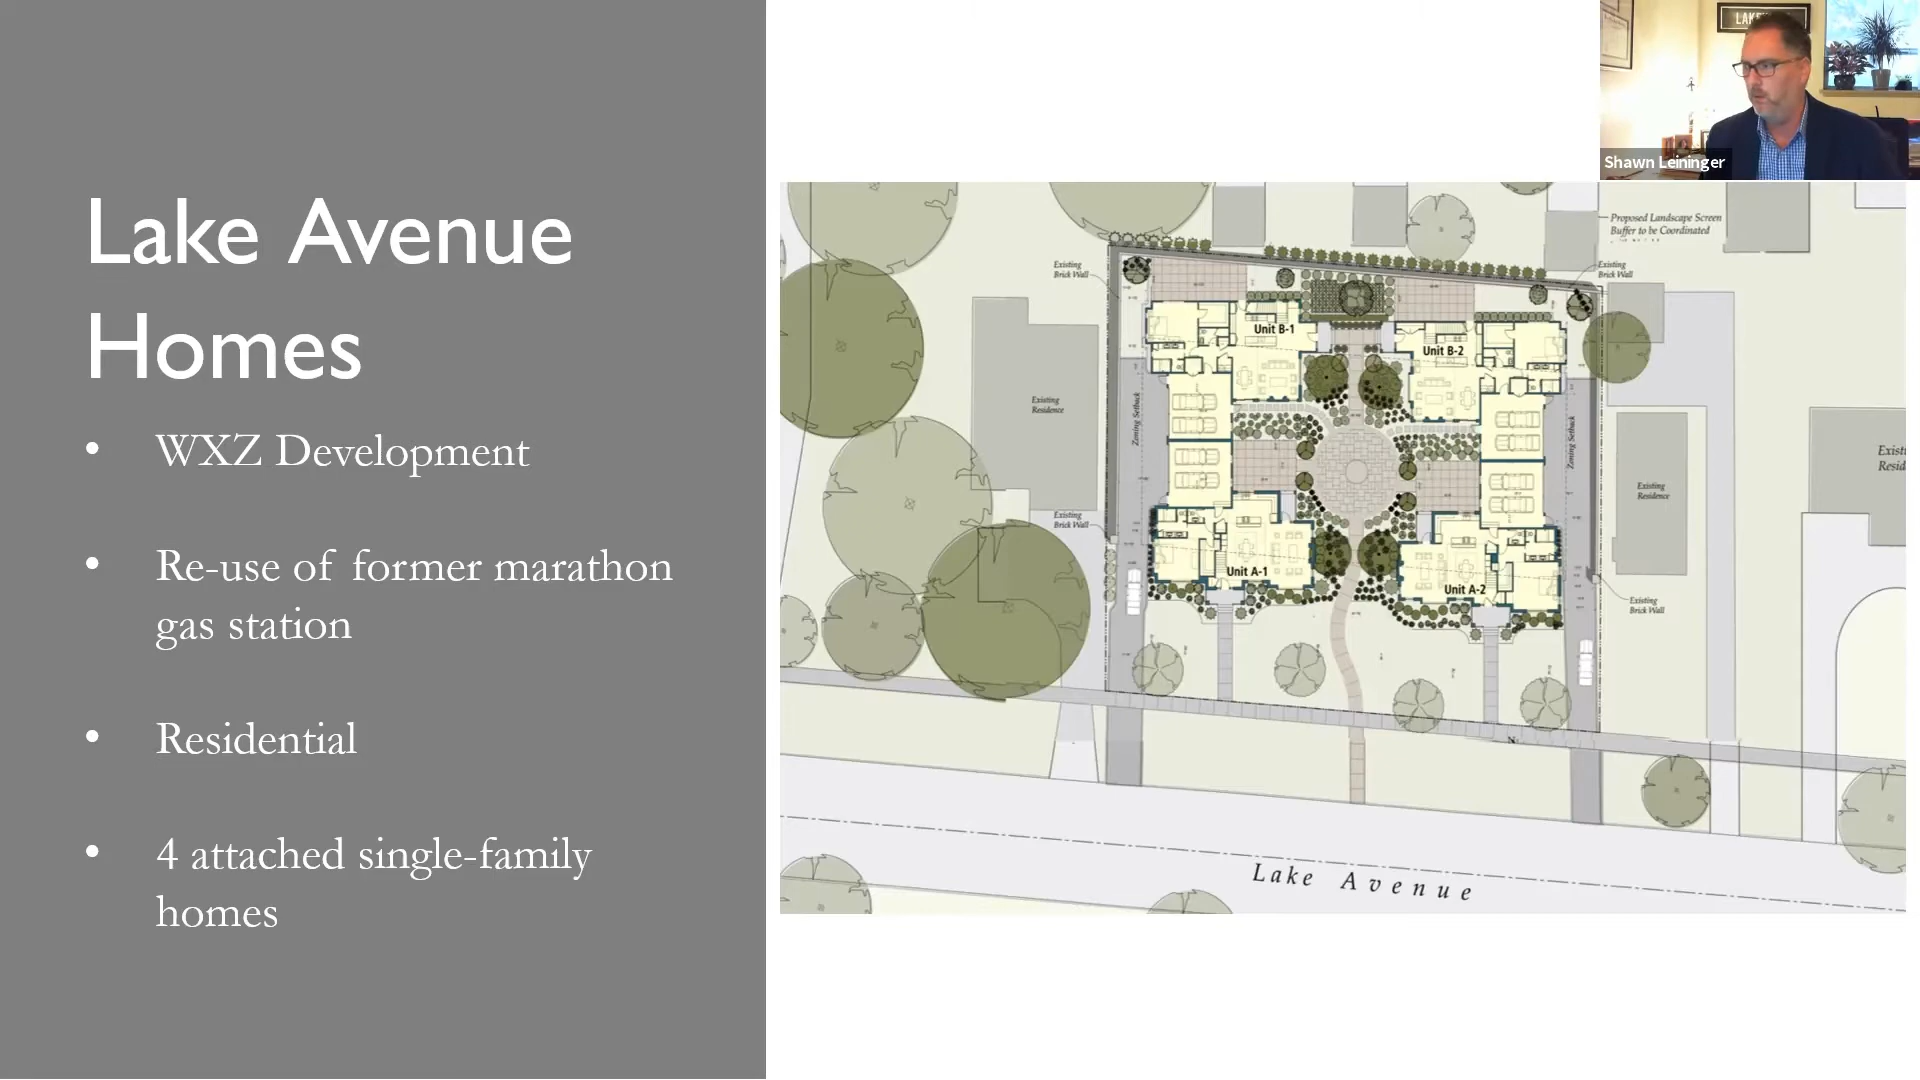 LAKE
Shawn Leininger
Lake Avenue
Homes
• WXZ Development
• Re-use of former marathon
gas station
• Residential
• 4 attached single-family
homes
Proposed Landscape Screen
Buffer to be Coordinated
Existing
Brick Wall
Existing
Brick Wall
Unit B-1
Unit B-2
Existing
Residence
Zoning Setback
Zoning Setback
Existing
Residence
Existing
Brick Wall
Unit A-1
Unit A-2
Existing
Brick Wall
Lake Avenue